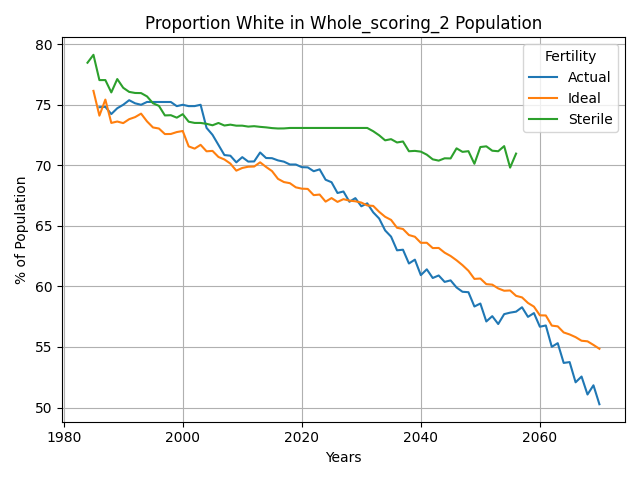 Proportion White in Whole_scoring_2 Population
Fertility
Actual
Ideal
Sterile
% of Population
80
75
70
65
60
55
50
1980
2000
2020
2040
2060
Years